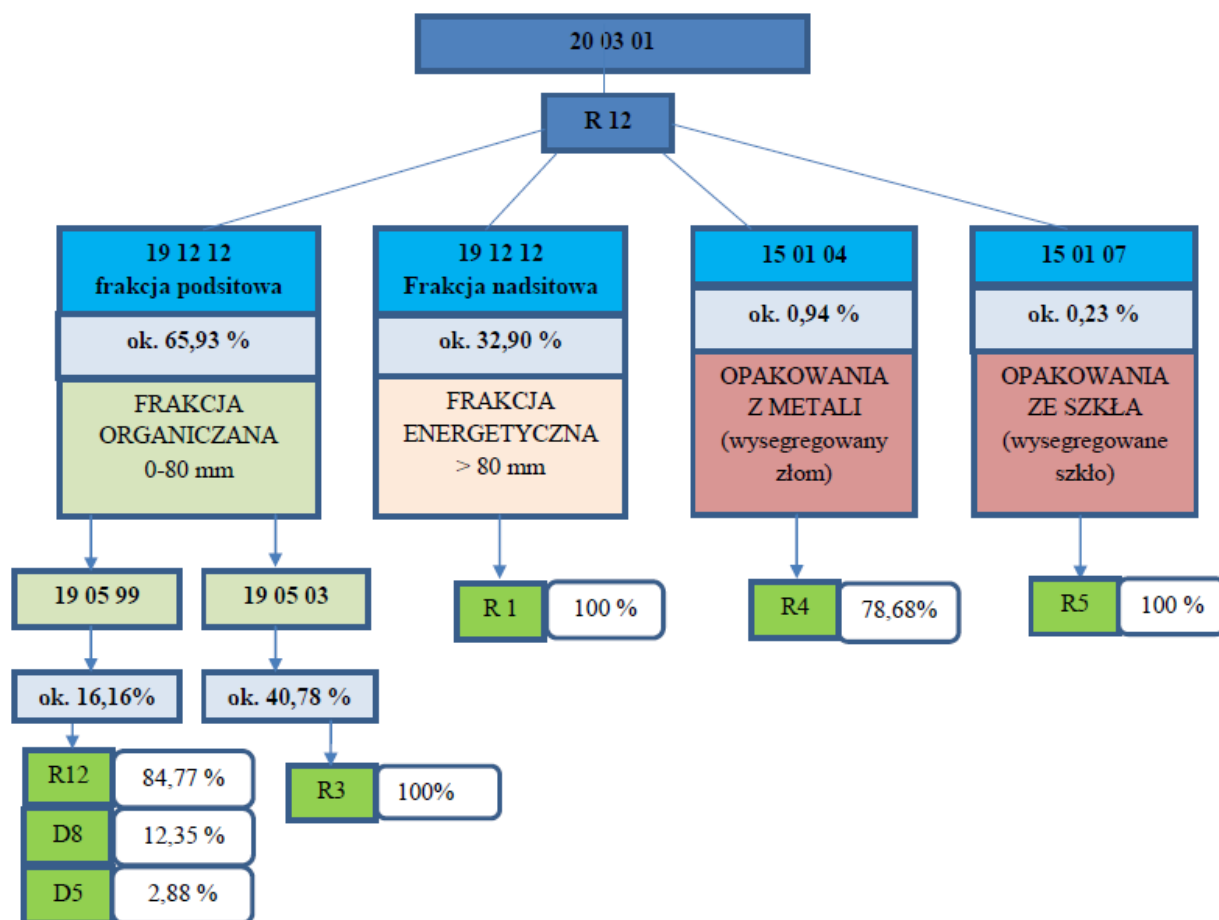 20 03 01
R 12
19 12 12
frakcja podsitowa
ok. 65,93 %
FRAKCJA
ORGANICZANA
0-80 mm
19 12 12
Frakcja nadsitowa
ok. 32,90 %
FRAKCJA
ENERGETYCZNA
> 80 mm
15 01 04
ok. 0,94 %
OPAKOWANIA
Z METALI
(wysegregowany
złom)
15 01 07
ok. 0,23 %
OPAKOWANIA
ZE SZKŁA
(wysegregowane
szkło)
19 05 99
19 05 03
R 1
100 %
R4
78,68%
R5
100 %
ok. 16,16%
ok. 40,78 %
R12
84,77 %
D8
12,35 %
D5
2,88 %
R3
100%